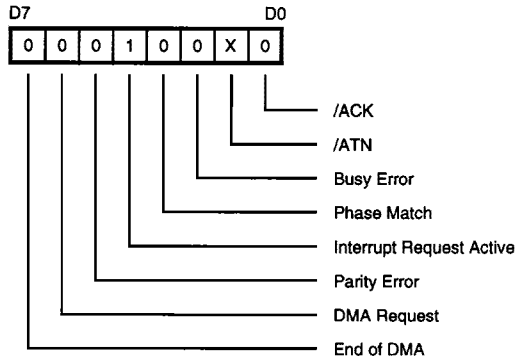 D7 D0
0 0 0 1 0 0 X 0
/ACK
/ATN
Busy Error
Phase Match
Interrupt Request Active
Parity Error
DMA Request
End of DMA